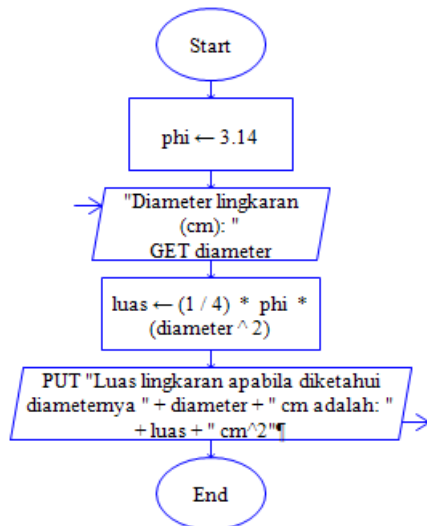 Start
phi ← 3.14
"Diameter lingkaran
(cm): "
GET diameter
luas ← (1 / 4) * phi *
(diameter ^ 2)
PUT "Luas lingkaran apabila diketahui
diameternya " + diameter + " cm adalah: "
+ luas + " cm^2"¶
End